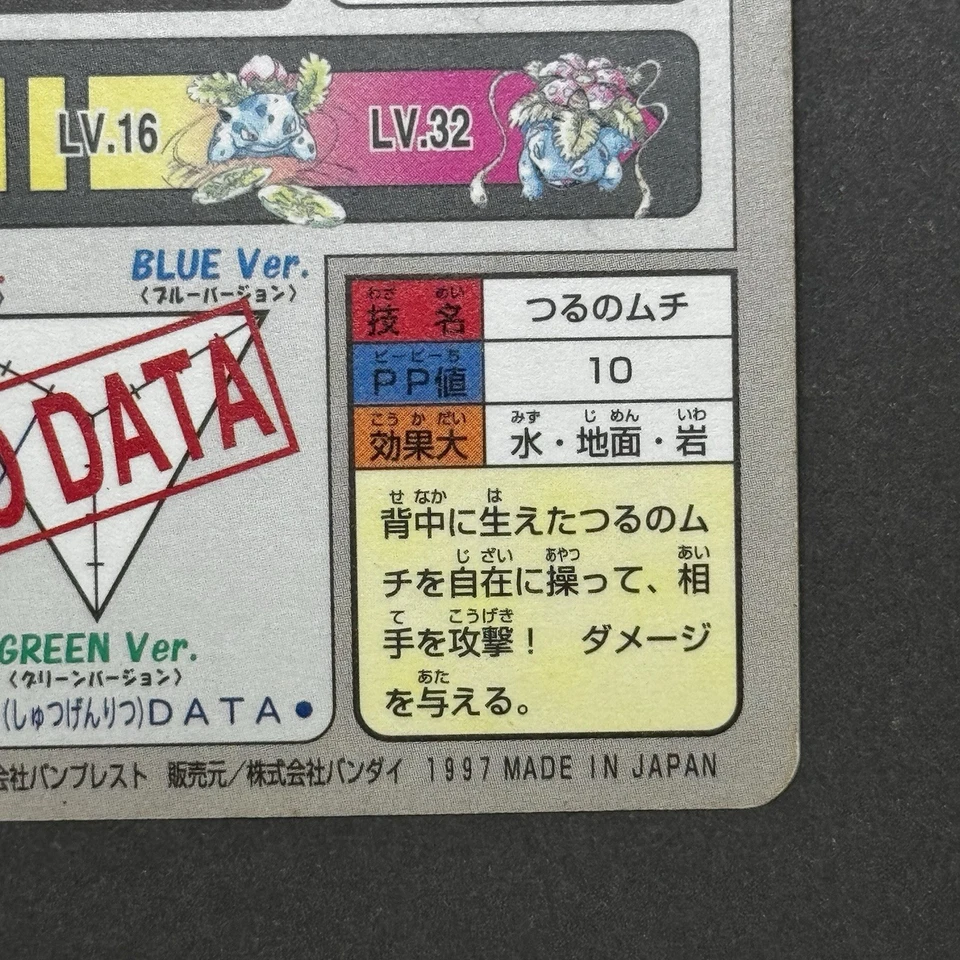 LV.16
LV.32
BLUE Ver.
〈ブルーバージョン〉
DATA
GREEN Ver.
〈グリーンバージョン〉
(しゅつげんりつ)DATA●
わざ めい
技 名
つるのムチ
ピーピーち
PP値
10
こう か だい
効果大
みず じ めん いわ
水・地面・岩
せ なか は
背中に生えたつるのム
じ ざい あやつ あい
チを自在に操って、相
て こうげき
手を攻撃! ダメージ
あた
を与える。
会社バンプレスト 販売元/株式会社バンダイ 1997 MADE IN JAPAN